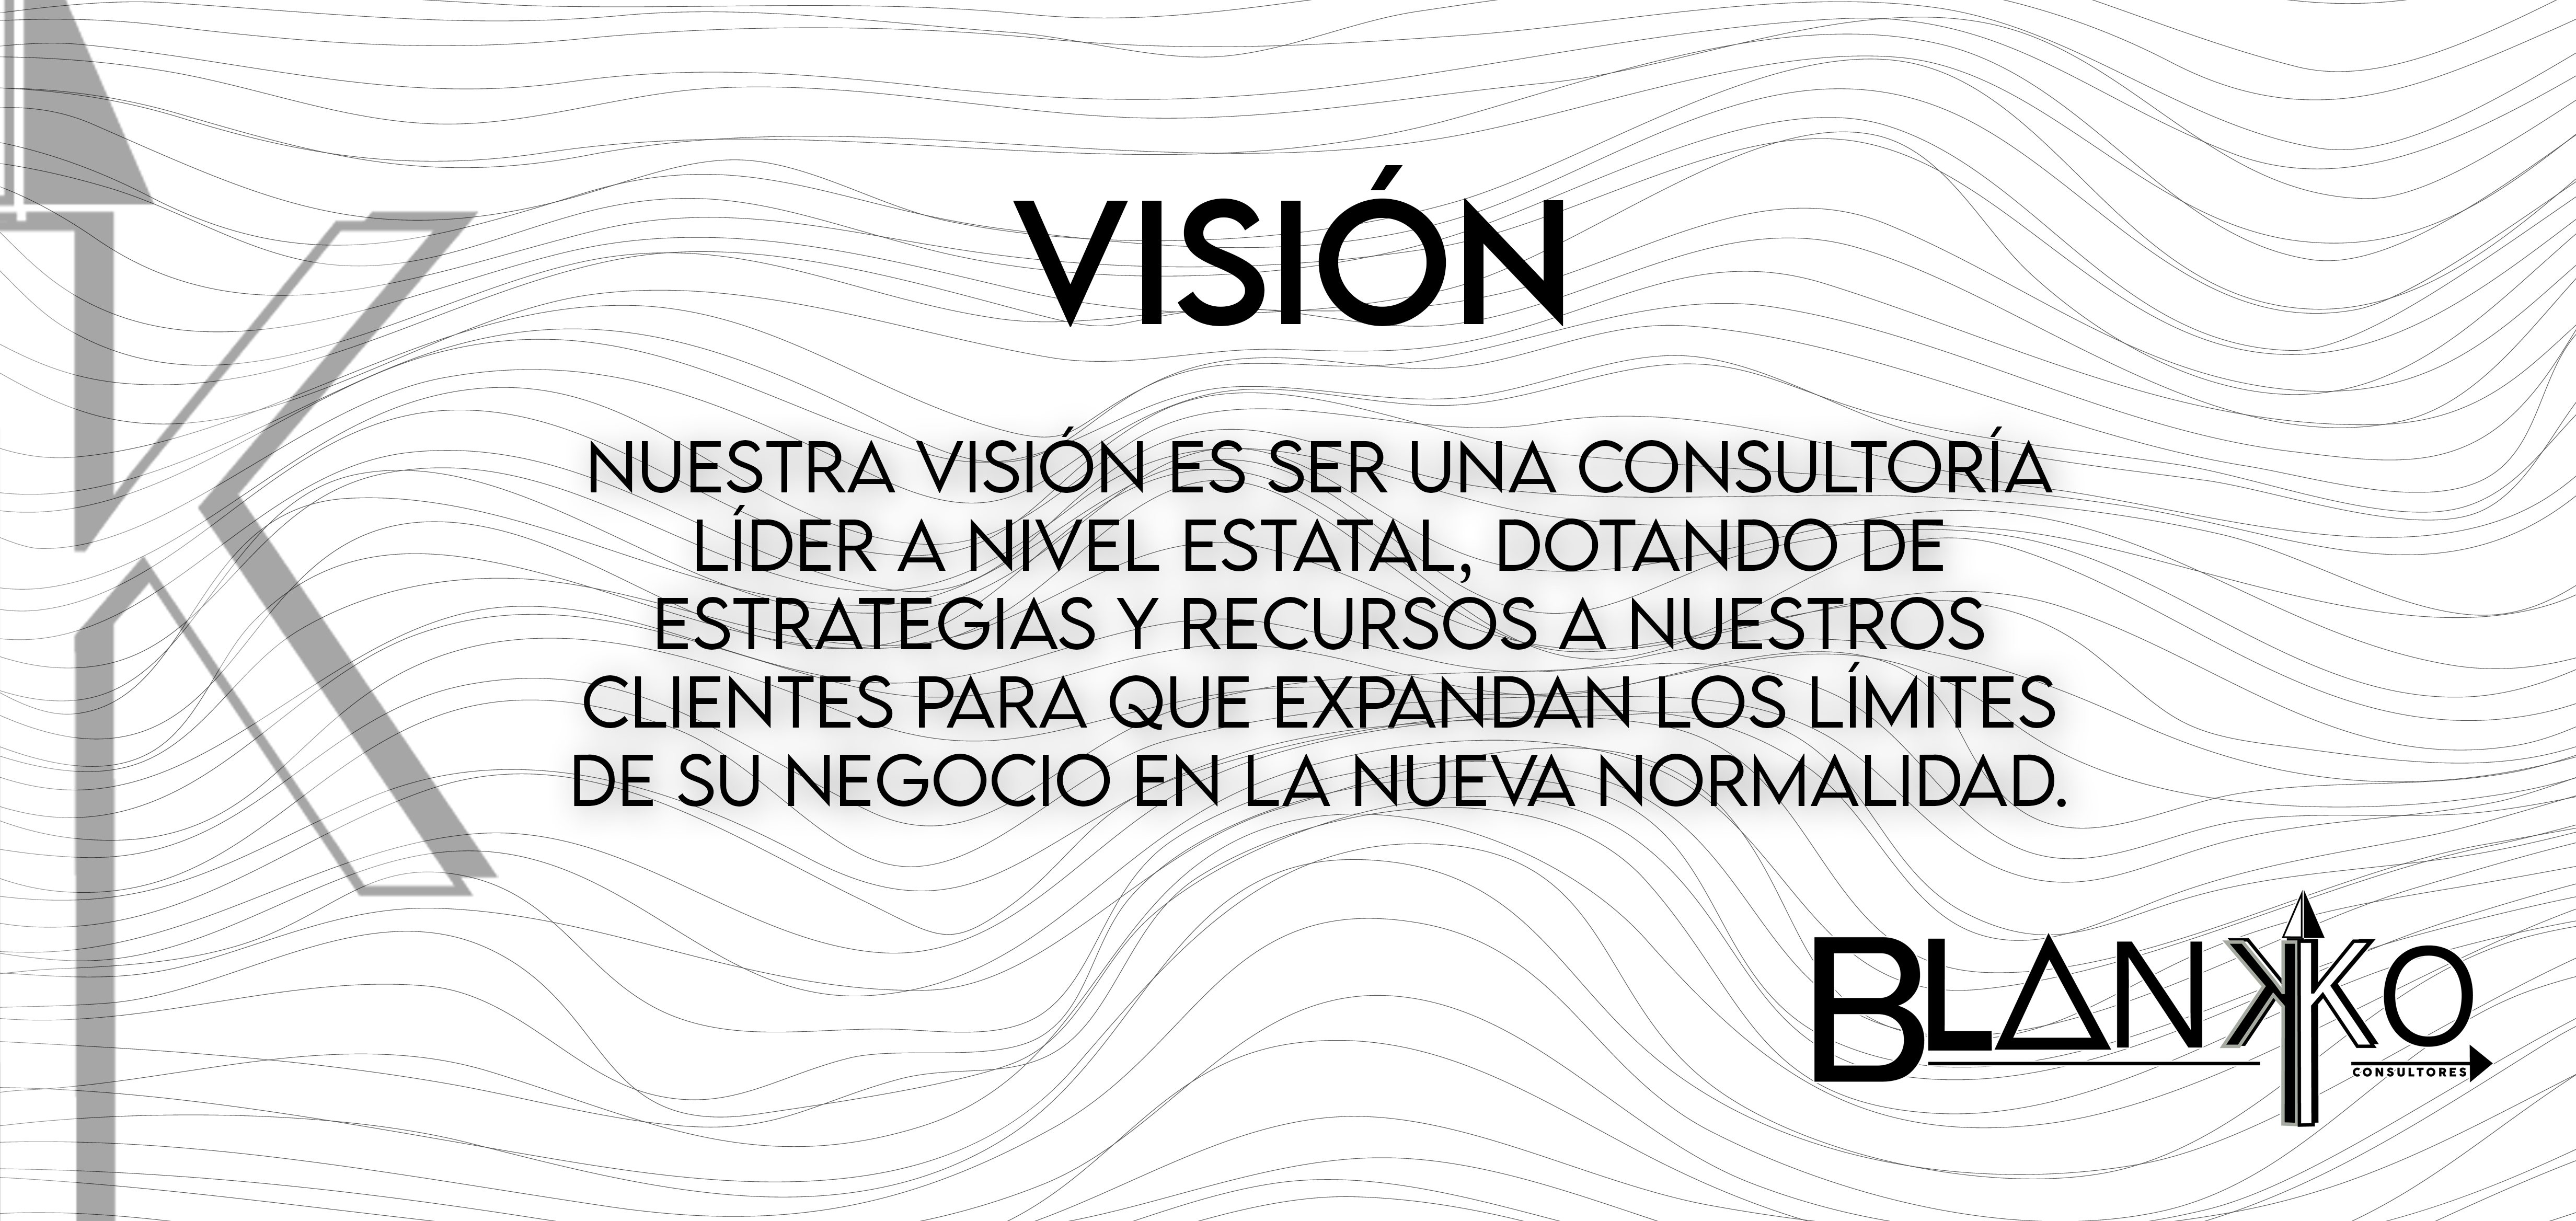 VISIÓN
NUESTRA VISIÓN ES SER UNA CONSULTORÍA
LÍDER A NIVEL ESTATAL, DOTANDO DE
ESTRATEGIAS Y RECURSOS A NUESTROS
CLIENTES PARA QUE EXPANDAN LOS LÍMITES
DE SU NEGOCIO EN LA NUEVA NORMALIDAD.
BLANKKO
CONSULTORES